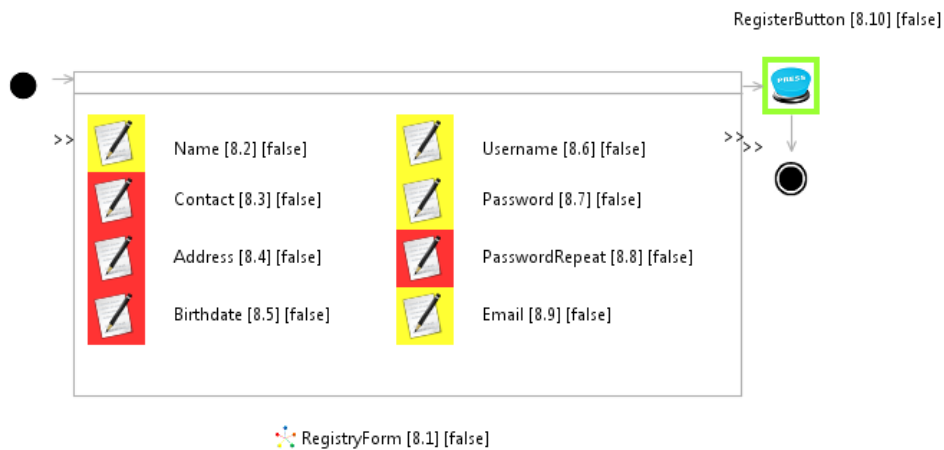 RegisterButton [8.10] [false]
PRESS
>>
>>
>>
Name [8.2] [false]
Contact [8.3] [false]
Address [8.4] [false]
Birthdate [8.5] [false]
Username [8.6] [false]
Password [8.7] [false]
PasswordRepeat [8.8] [false]
Email [8.9] [false]
RegistryForm [8.1] [false]